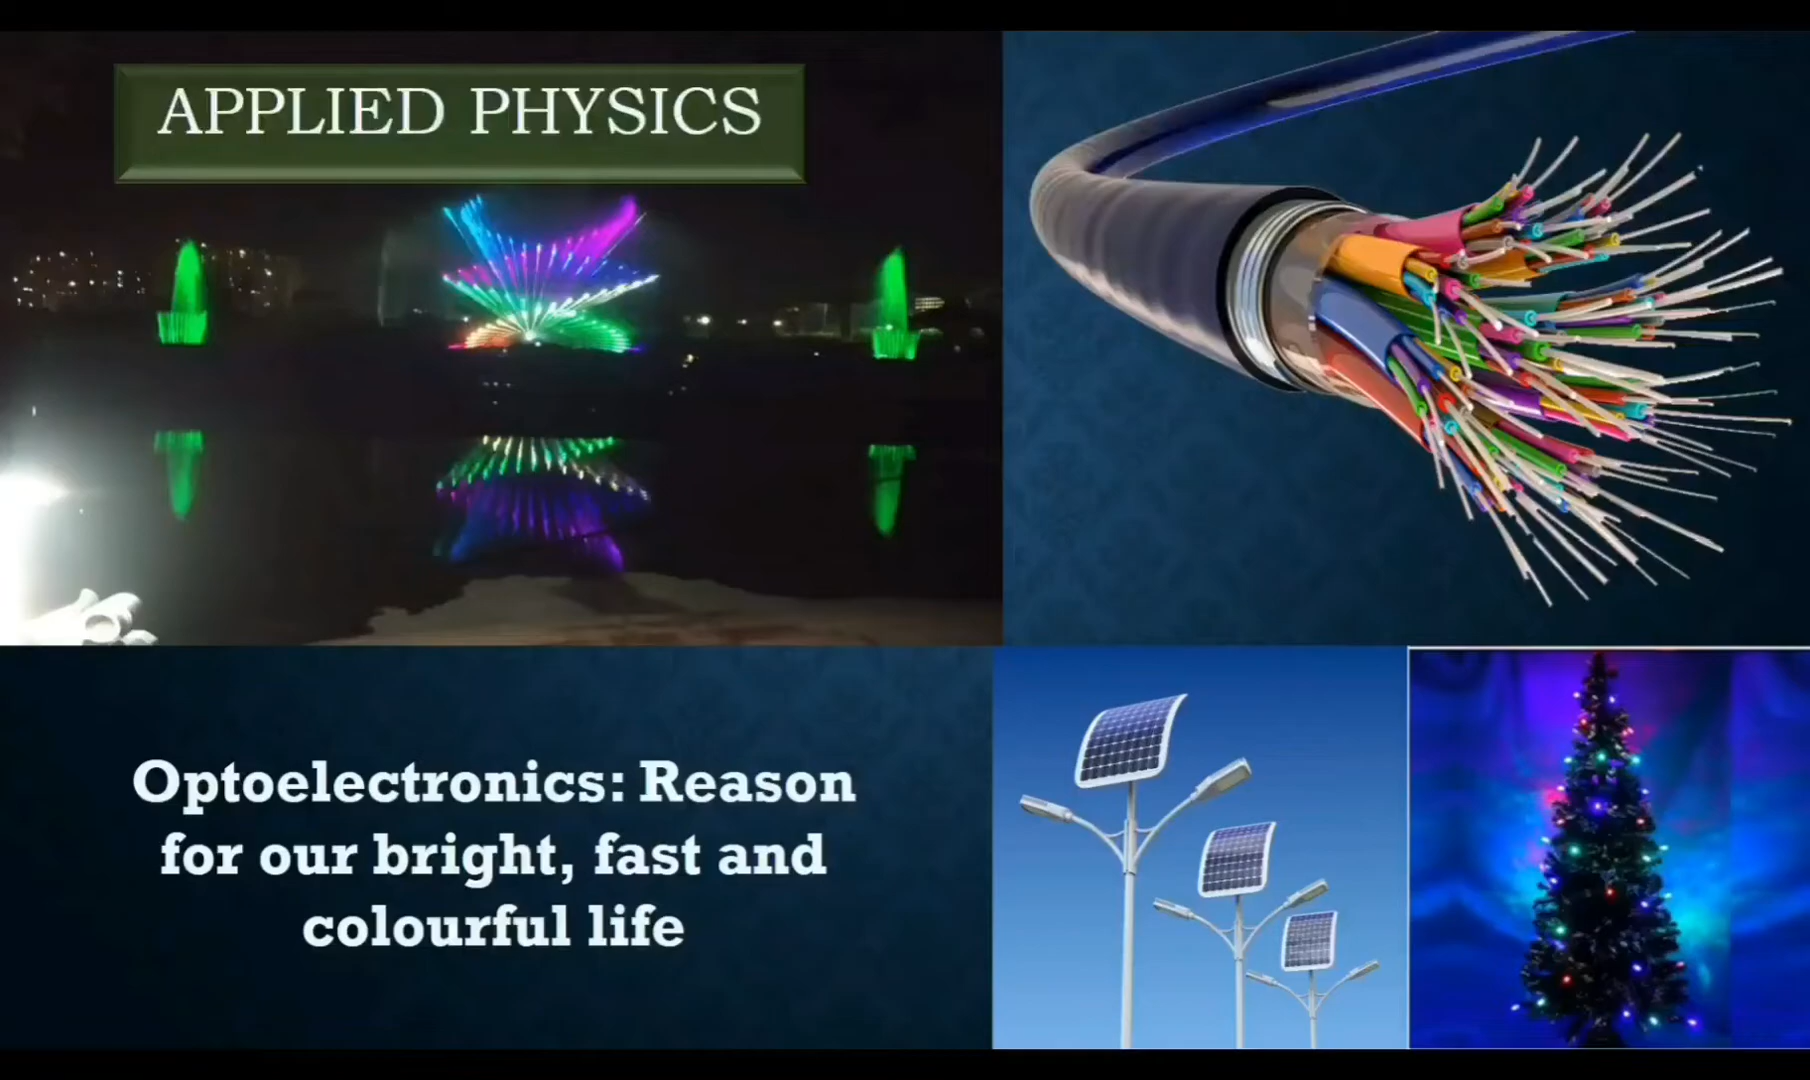 APPLIED PHYSICS
Optoelectronics: Reason
for our bright, fast and
colourful life